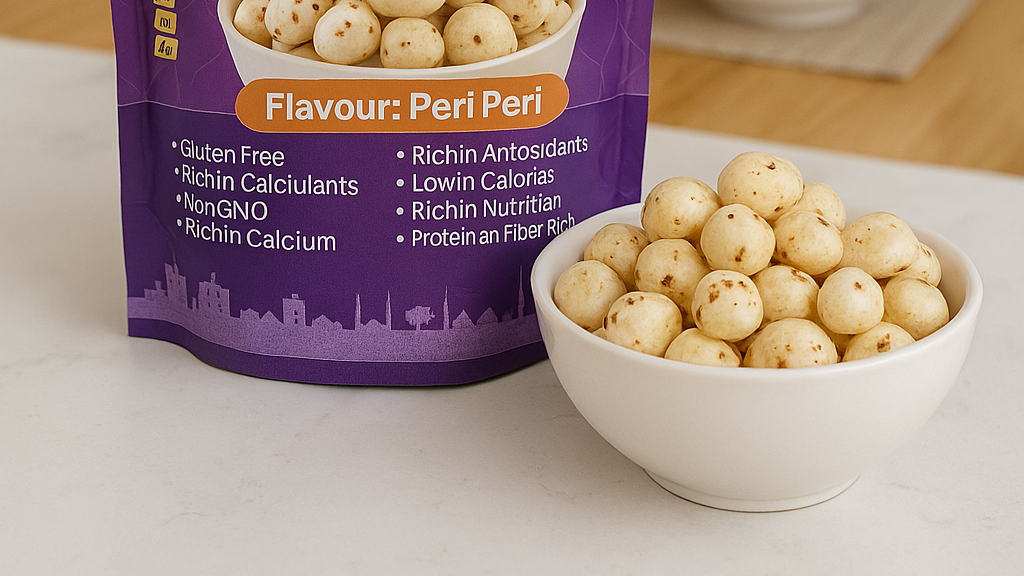 Flavour: Peri Peri
• Gluten Free
• Richin Calciulants
• NonGNO
• Richin Calcium
• Richin Antosıdants
• Lowin Calorias
• Richin Nutritian
• Protein an Fiber Rich